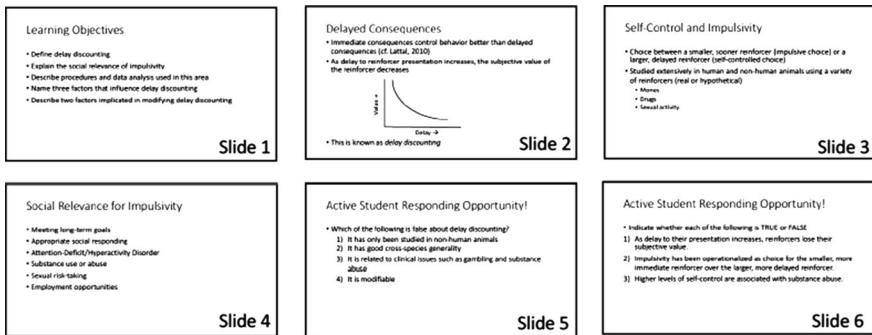 Learning Objectives
• Define delay discounting
• Explain the social relevance of impulsivity
• Describe procedures and data analysis used in this area
• Name three factors that influence delay discounting
• Describe two factors implicated in modifying delay discounting
Slide 1
Delayed Consequences
• Immediate consequences control behavior better than delayed
consequences (cf. Lattal, 2010)
• As delay to reinforcer presentation increases, the subjective value of
the reinforcer decreases
Value →
Delay →
• This is known as delay discounting
Slide 2
Self-Control and Impulsivity
• Choice between a smaller, sooner reinforcer (impulsive choice) or a
larger, delayed reinforcer (self-controlled choice)
• Studied extensively in human and non-human animals using a variety
of reinforcers (real or hypothetical)
• Money
• Drugs
• Sexual activity
Slide 3
Social Relevance for Impulsivity
• Meeting long-term goals
• Appropriate social responding
• Attention-Deficit/Hyperactivity Disorder
• Substance use or abuse
• Sexual risk-taking
• Employment opportunities
Slide 4
Active Student Responding Opportunity!
• Which of the following is false about delay discounting?
1) It has only been studied in non-human animals
2) It has good cross-species generality
3) It is related to clinical issues such as gambling and substance
abuse
4) It is modifiable
Slide 5
Active Student Responding Opportunity!
• Indicate whether each of the following is TRUE or FALSE
1) As delay to their presentation increases, reinforcers lose their
subjective value.
2) Impulsivity has been operationalized as choice for the smaller, more
immediate reinforcer over the larger, more delayed reinforcer.
3) Higher levels of self-control are associated with substance abuse.
Slide 6